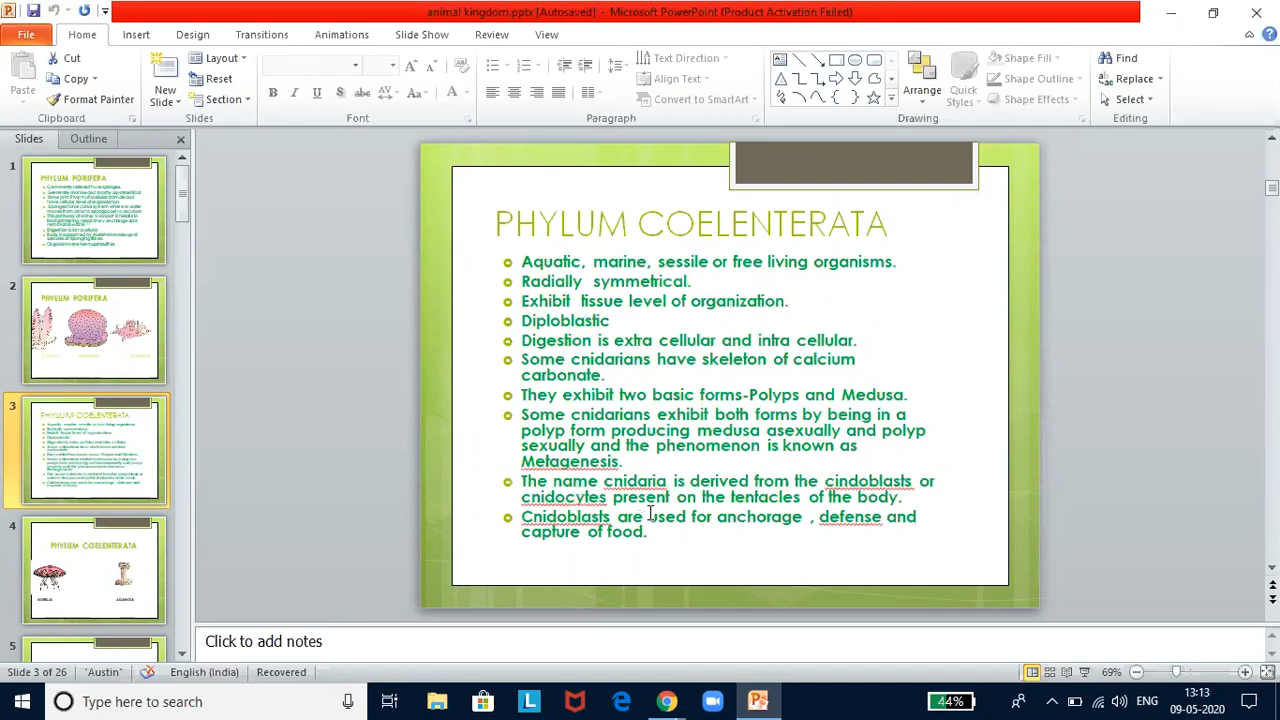 animal kingdom.pptx [Autosaved] - Microsoft PowerPoint (Product Activation Failed)
File Home Insert Design Transitions Animations Slide Show Review View
Paste Cut Copy Format Painter Clipboard
New Slide Layout Reset Section Slides
B I U S abc AV Aa A Font
Text Direction Align Text Convert to SmartArt Paragraph
Arrange Quick Styles Shape Fill Shape Outline Shape Effects Drawing
Find Replace Select Editing
Slides Outline
1
PHYLUM PORIFERA
2
PHYLUM PORIFERA
3
PHYLUM COELENTERATA
4
PHYLUM COELENTERATA
5
PHYLUM COELENTERATA
Aquatic, marine, sessile or free living organisms.
Radially symmetrical.
Exhibit tissue level of organization.
Diploblastic
Digestion is extra cellular and intra cellular.
Some cnidarians have skeleton of calcium
carbonate.
They exhibit two basic forms-Polyps and Medusa.
Some cnidarians exhibit both forms by being in a
polyp form producing medusa asexually and polyp
sexually and the phenomenon is known as
Metagenesis.
The name cnidaria is derived from the cindoblasts or
cnidocytes present on the tentacles of the body.
Cnidoblasts are used for anchorage , defense and
capture of food.
Click to add notes
Slide 3 of 26 "Austin" English (India) Recovered 69%
Type here to search 44% ENG 13:13
09-05-2020